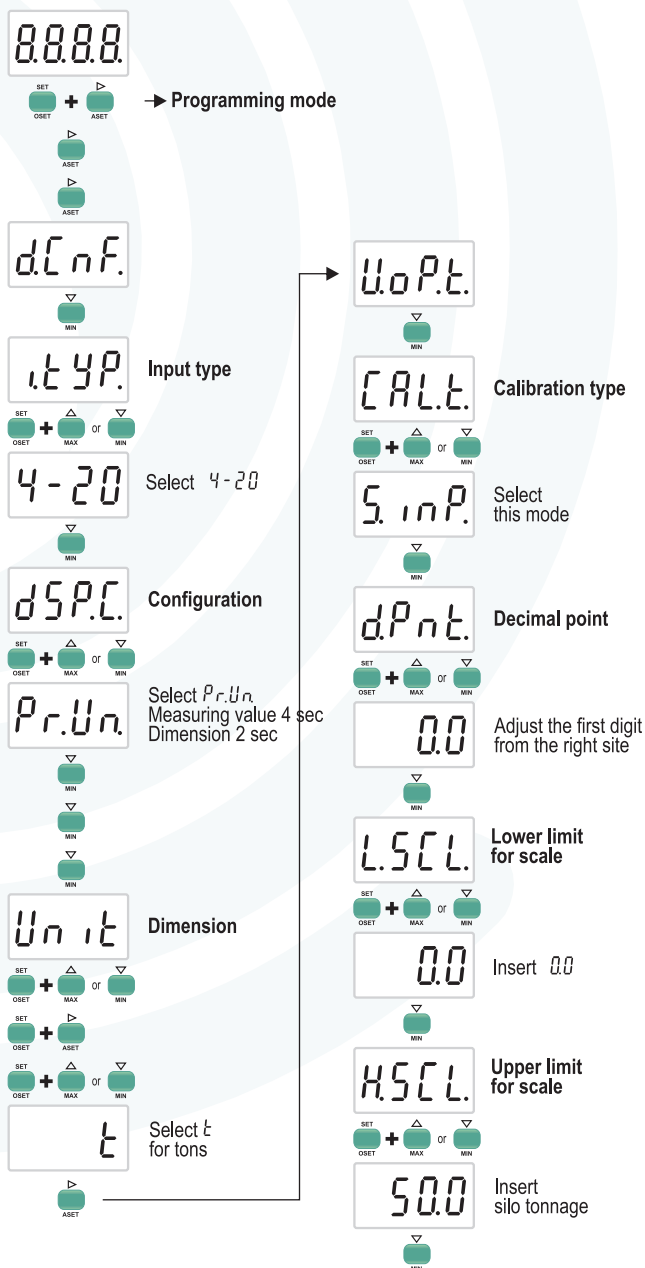 8.8.8.8.
SET + ▷
OSET ASET
→ Programming mode
▷
ASET
▷
ASET
d.CnF.
▽
MIN
i.tYP.
Input type
SET + △ or ▽
OSET MAX MIN
4-20
Select 4-20
▽
MIN
dSP.C.
Configuration
SET + △ or ▽
OSET MAX MIN
Pr.Un.
Select Pr.Un.
Measuring value 4 sec
Dimension 2 sec
▽
MIN
▽
MIN
▽
MIN
Unit
Dimension
SET + △ or ▽
OSET MAX MIN
SET + ▷
OSET ASET
SET + △ or ▽
OSET MAX MIN
t
Select t
for tons
▷
ASET
U.oP.t.
▽
MIN
CAL.t.
Calibration type
SET + △ or ▽
OSET MAX MIN
S.inP.
Select
this mode
▽
MIN
d.Pnt.
Decimal point
SET + △ or ▽
OSET MAX MIN
0.0
Adjust the first digit
from the right site
▽
MIN
L.SCL.
Lower limit
for scale
SET + △ or ▽
OSET MAX MIN
0.0
Insert 0.0
▽
MIN
H.SCL.
Upper limit
for scale
SET + △ or ▽
OSET MAX MIN
50.0
Insert
silo tonnage
▽
MIN